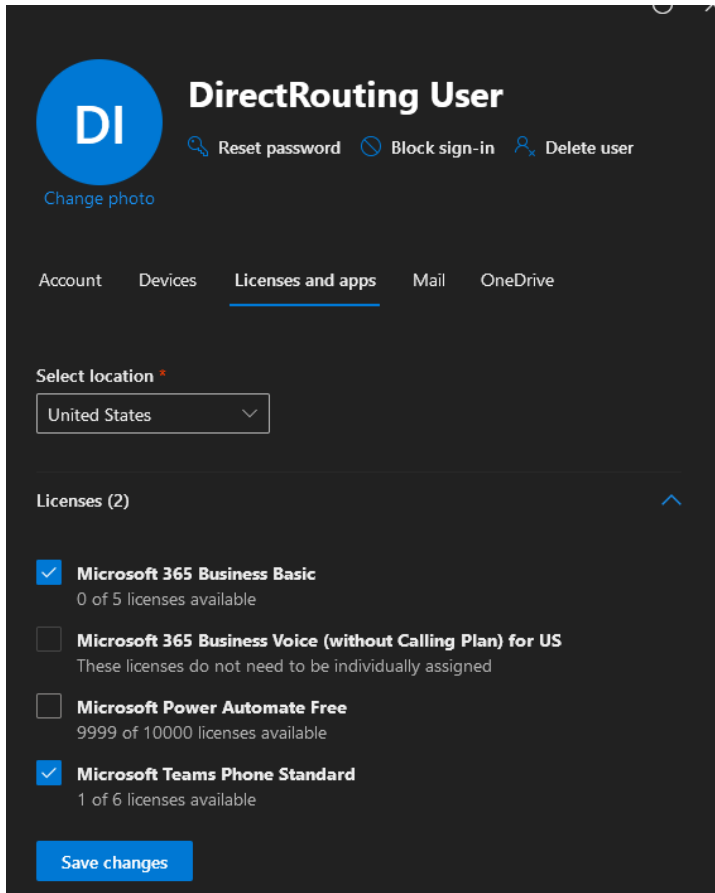 DI
DirectRouting User
Reset password Block sign-in Delete user
Change photo
Account Devices Licenses and apps Mail OneDrive
Select location *
United States
Licenses (2)
Microsoft 365 Business Basic
0 of 5 licenses available
Microsoft 365 Business Voice (without Calling Plan) for US
These licenses do not need to be individually assigned
Microsoft Power Automate Free
9999 of 10000 licenses available
Microsoft Teams Phone Standard
1 of 6 licenses available
Save changes